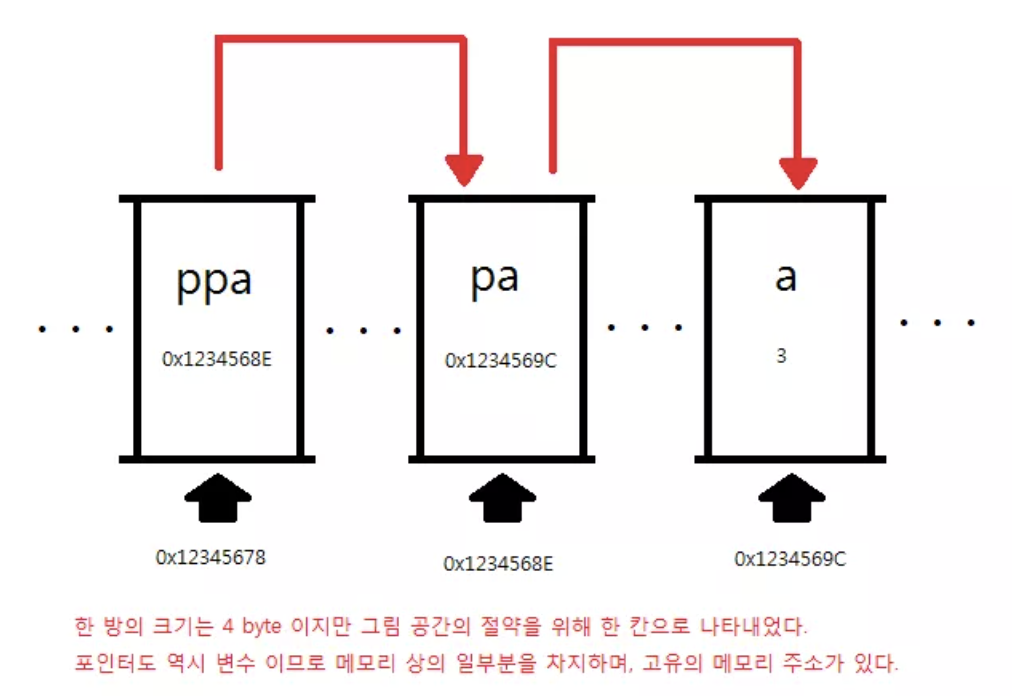 ppa pa a
0x1234568E 0x1234569C 3
0x12345678 0x1234568E 0x1234569C
한 방의 크기는 4 byte 이지만 그림 공간의 절약을 위해 한 칸으로 나타내었다.
포인터도 역시 변수 이므로 메모리 상의 일부분을 차지하며, 고유의 메모리 주소가 있다.